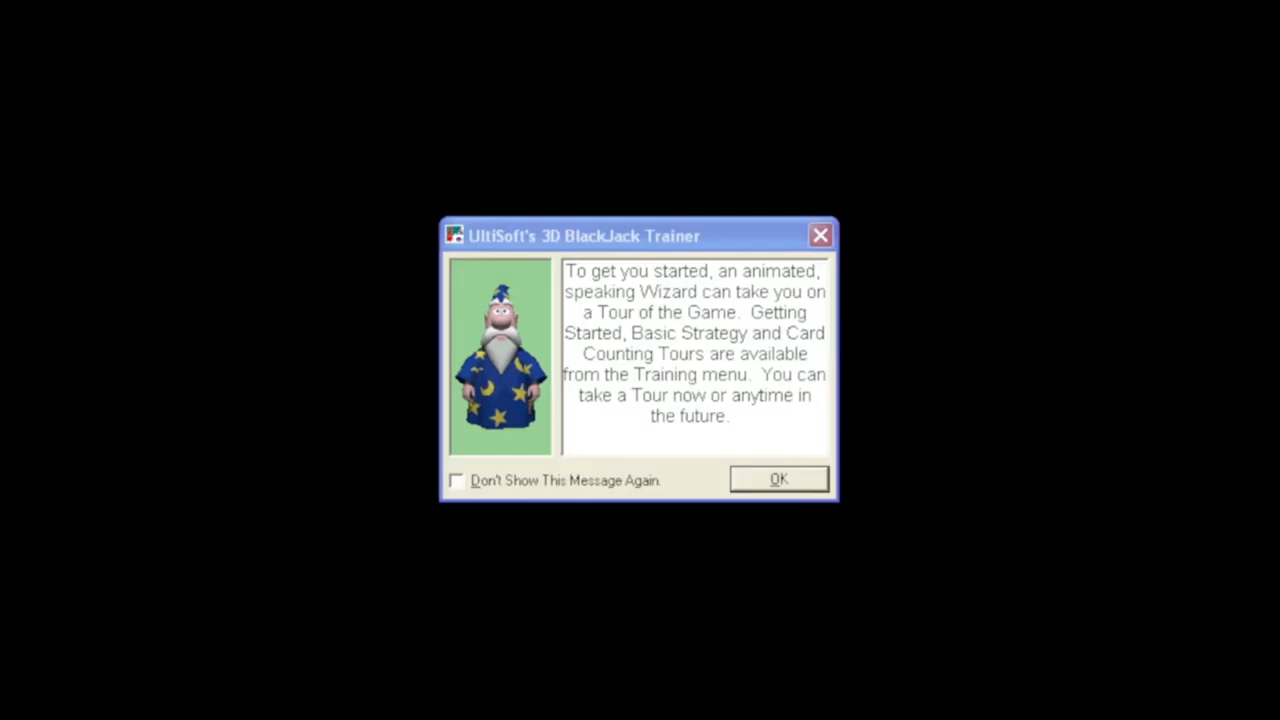 UltiSoft's 3D BlackJack Trainer
To get you started, an animated,
speaking Wizard can take you on
a Tour of the Game.  Getting
Started, Basic Strategy and Card
Counting Tours are available
from the Training menu.  You can
take a Tour now or anytime in
the future.
Don't Show This Message Again.
OK